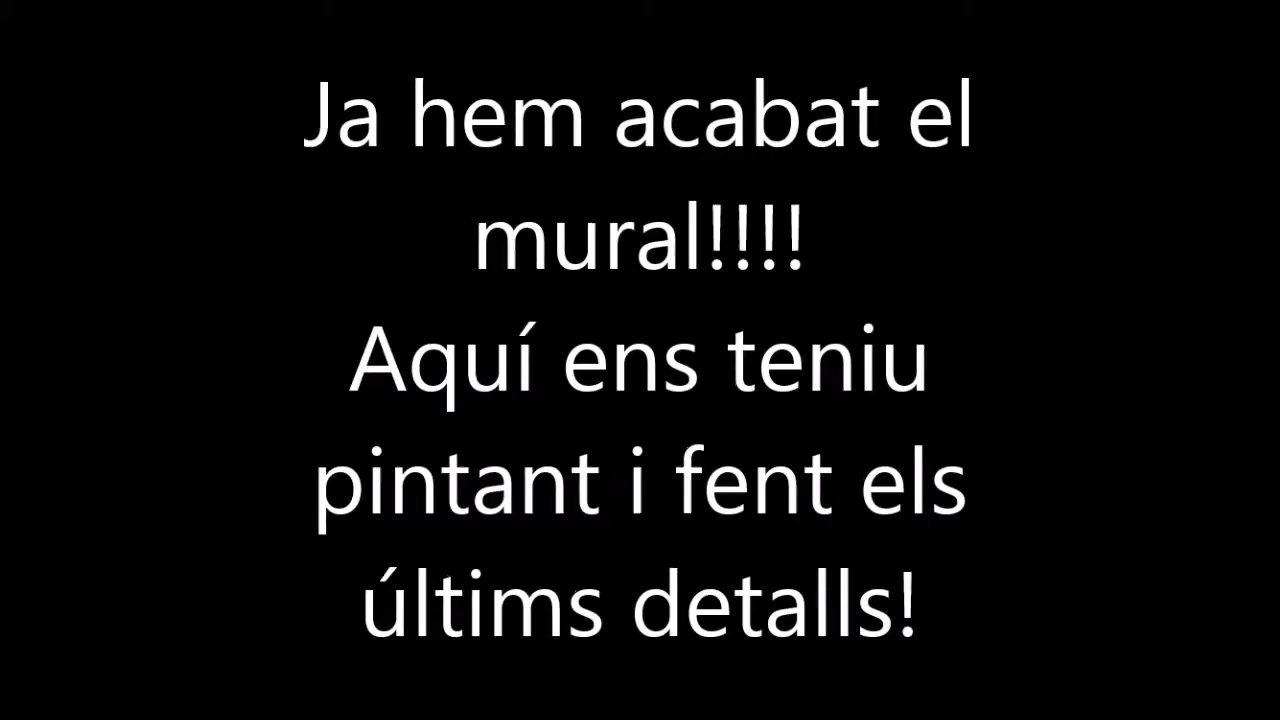 Ja hem acabat el
mural!!!!
Aquí ens teniu
pintant i fent els
últims detalls!